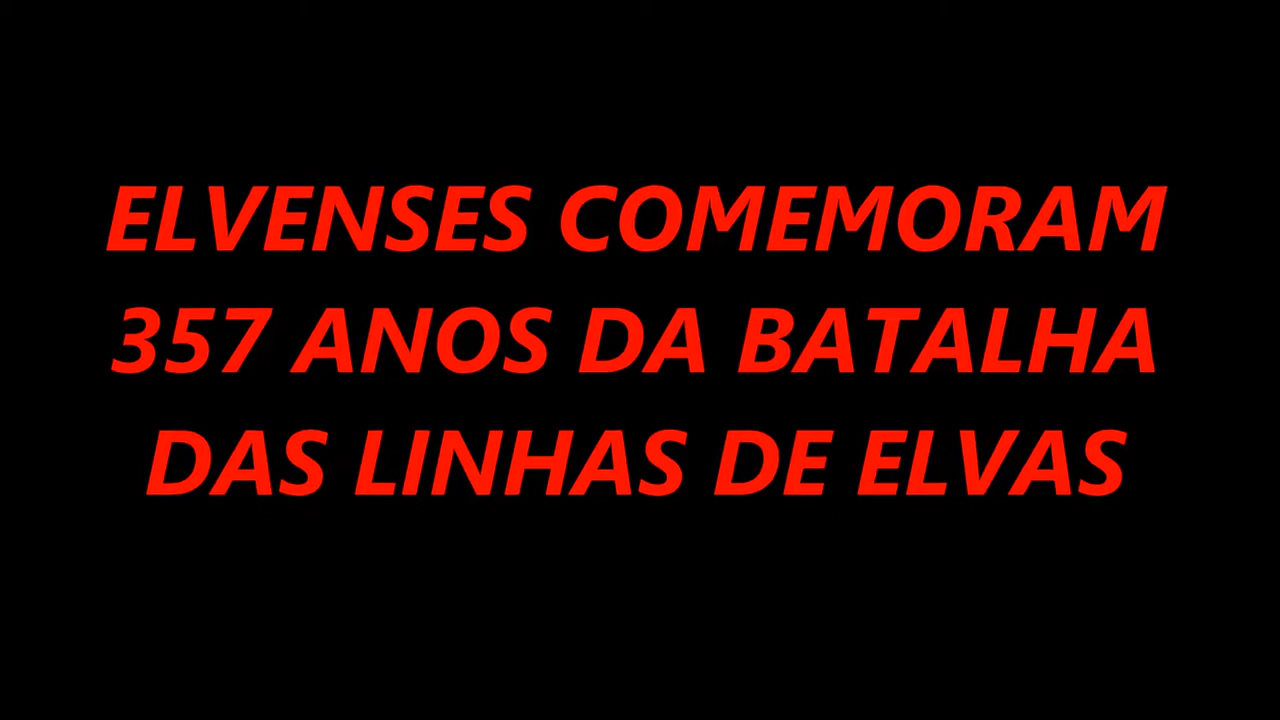 ELVENSES COMEMORAM
357 ANOS DA BATALHA
DAS LINHAS DE ELVAS